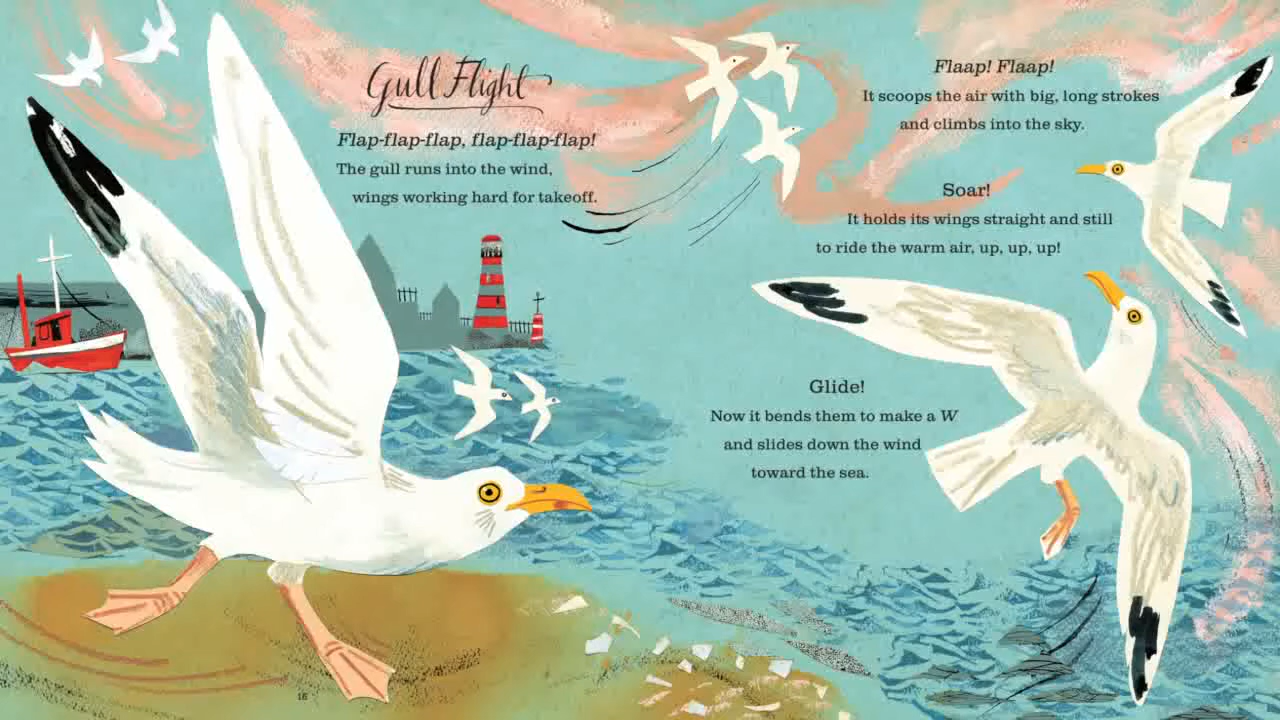 Gull Flight
Flap-flap-flap, flap-flap-flap!
The gull runs into the wind,
wings working hard for takeoff.
Flaap! Flaap!
It scoops the air with big, long strokes
and climbs into the sky.
Soar!
It holds its wings straight and still
to ride the warm air, up, up, up!
Glide!
Now it bends them to make a W
and slides down the wind
toward the sea.
16